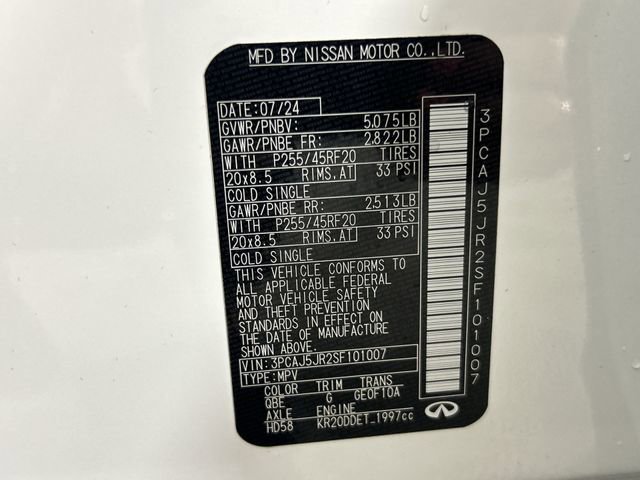 MFD BY NISSAN MOTOR CO.,LTD.
DATE:07/24
GVWR/PNBV: 5,075LB
GAWR/PNBE FR: 2,822LB
WITH P255/45RF20 TIRES
20x8.5 RIMS.AT 33 PSI
COLD SINGLE
GAWR/PNBE RR: 2,513LB
WITH P255/45RF20 TIRES
20x8.5 RIMS.AT 33 PSI
COLD SINGLE
THIS VEHICLE CONFORMS TO
ALL APPLICABLE FEDERAL
MOTOR VEHICLE SAFETY
AND THEFT PREVENTION
STANDARDS IN EFFECT ON
THE DATE OF MANUFACTURE
SHOWN ABOVE.
VIN: 3PCAJ5JR2SF101007
TYPE:MPV
COLOR TRIM TRANS
QBE G GE0F10A
AXLE ENGINE
HD58 KR20DDET_1997cc
3PCAJ5JR2SF101007